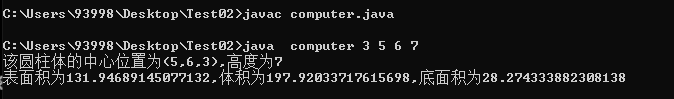 C:\Users\93998\Desktop\Test02>javac computer.java
C:\Users\93998\Desktop\Test02>java  computer 3 5 6 7
该圆柱体的中心位置为(5,6,3),高度为7
表面积为131.94689145077132,体积为197.92033717615698,底面积为28.274333882308138